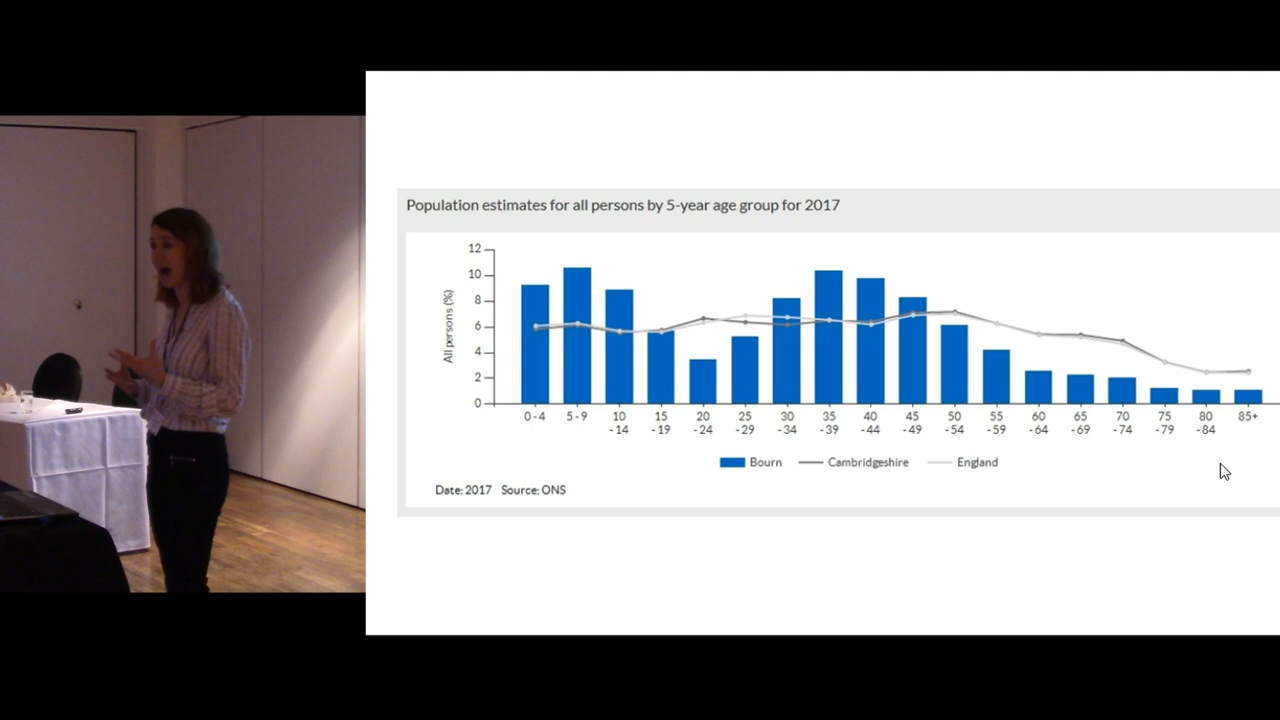 Population estimates for all persons by 5-year age group for 2017
12
10
8
6
4
2
0
All persons (%)
0 - 4 5 - 9 10 15 20 25 30 35 40 45 50 55 60 65 70 75 80 85+
- 14 - 19 - 24 - 29 - 34 - 39 - 44 - 49 - 54 - 59 - 64 - 69 - 74 - 79 - 84
Bourn Cambridgeshire England
Date: 2017 Source: ONS